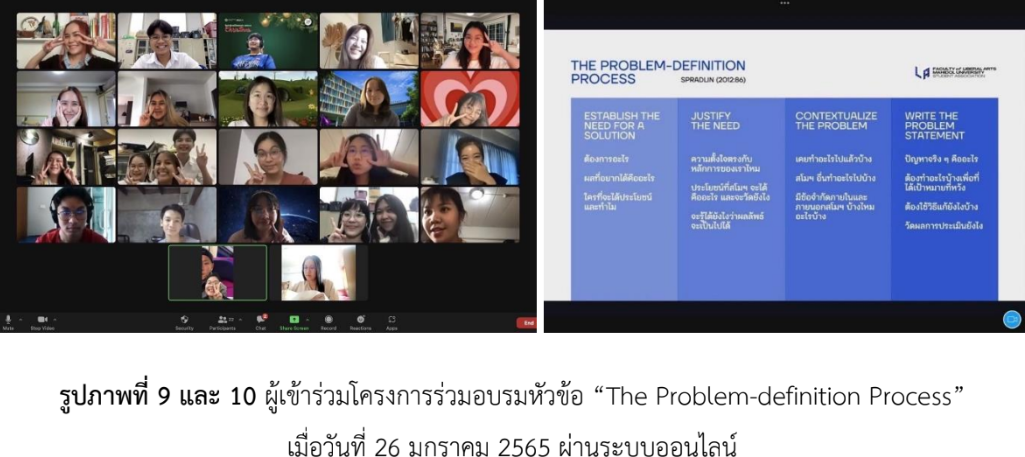 Mute
Stop Video
Security
Participants
Chat
Share Screen
Record
Reactions
Apps
End
THE PROBLEM-DEFINITION
PROCESS
SPRADLIN (2012:86)
FACULTY OF LIBERAL ARTS
MAHIDOL UNIVERSITY
STUDENT ASSOCIATION
ESTABLISH THE
NEED FOR A
SOLUTION
ต้องการอะไร
ผลที่อยากได้คืออะไร
ใครที่จะได้ประโยชน์
และทำไม
JUSTIFY
THE NEED
ความตั้งใจตรงกับ
หลักการของเราไหม
ประโยชน์ที่สโมฯ จะได้
คืออะไร และจะวัดยังไง
จะรู้ได้ยังไงว่าผลลัพธ์
จะเป็นไปได้
CONTEXTUALIZE
THE PROBLEM
เคยทำอะไรไปแล้วบ้าง
สโมฯ อื่นทำอะไรไปบ้าง
มีข้อจำกัดภายในและ
ภายนอกสโมฯ บ้างไหม
อะไรบ้าง
WRITE THE
PROBLEM
STATEMENT
ปัญหาจริง ๆ คืออะไร
ต้องทำอะไรบ้างเพื่อที่
ได้เป้าหมายที่หวัง
ต้องใช้วิธีแก้ยังไงบ้าง
วัดผลการประเมินยังไง
รูปภาพที่ 9 และ 10 ผู้เข้าร่วมโครงการร่วมอบรมหัวข้อ “The Problem-definition Process”
เมื่อวันที่ 26 มกราคม 2565 ผ่านระบบออนไลน์